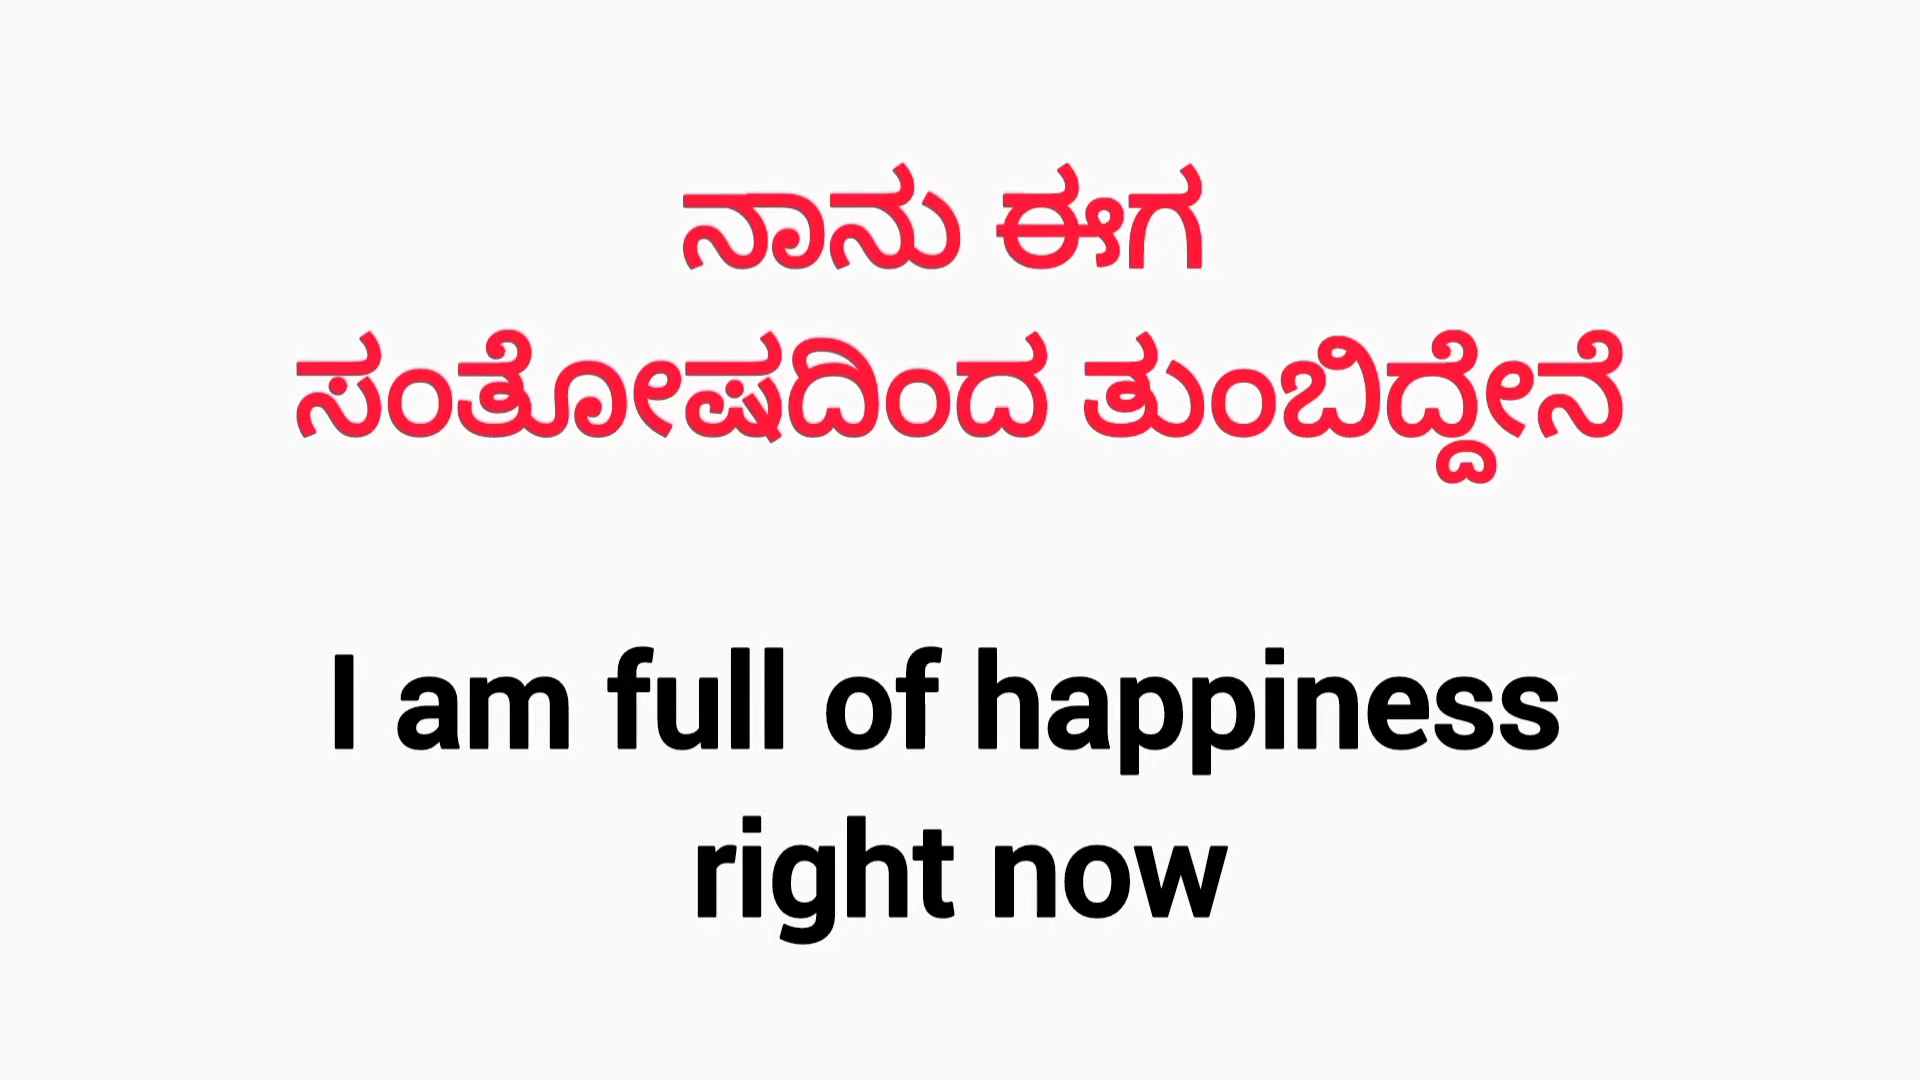 ನಾನು ಈಗ
ಸಂತೋಷದಿಂದ ತುಂಬಿದ್ದೇನೆ
I am full of happiness
right now